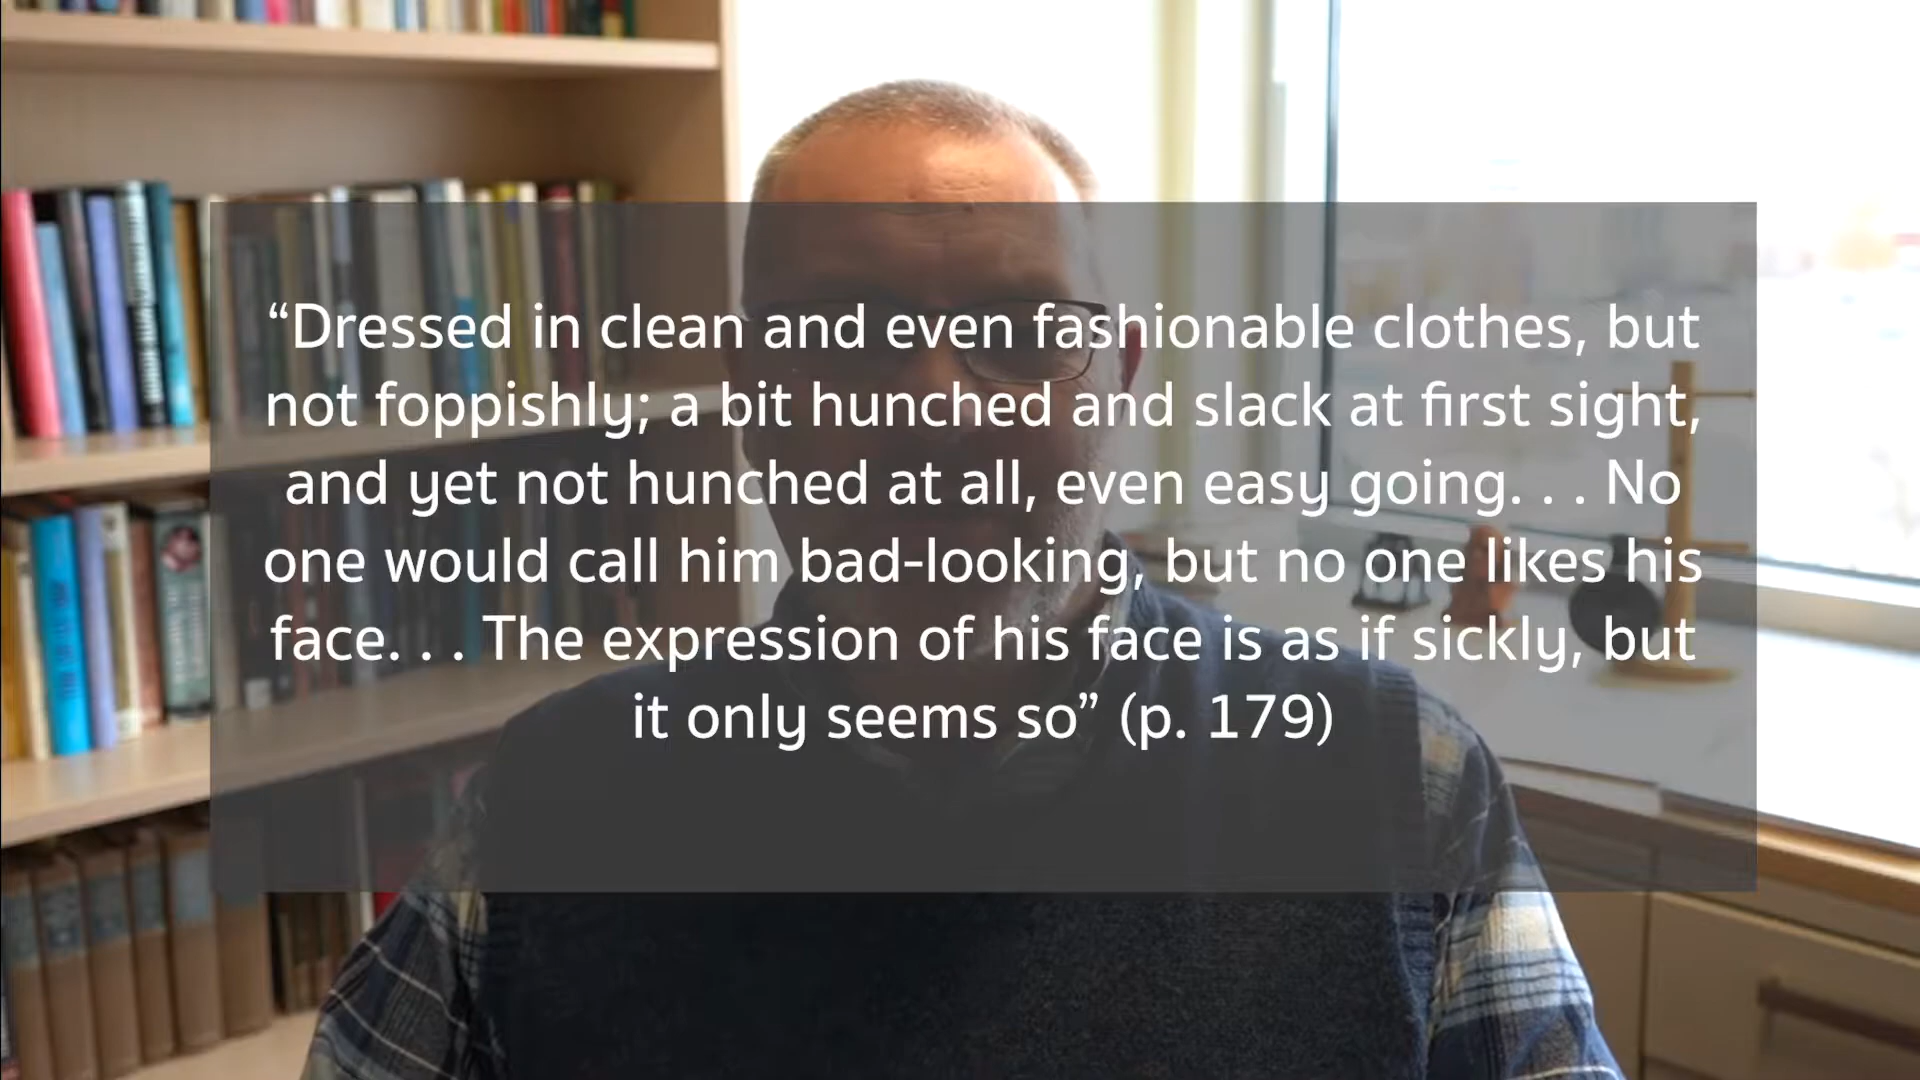 “Dressed in clean and even fashionable clothes, but
not foppishly; a bit hunched and slack at first sight,
and yet not hunched at all, even easy going. . . No
one would call him bad-looking, but no one likes his
face. . . The expression of his face is as if sickly, but
it only seems so” (p. 179)